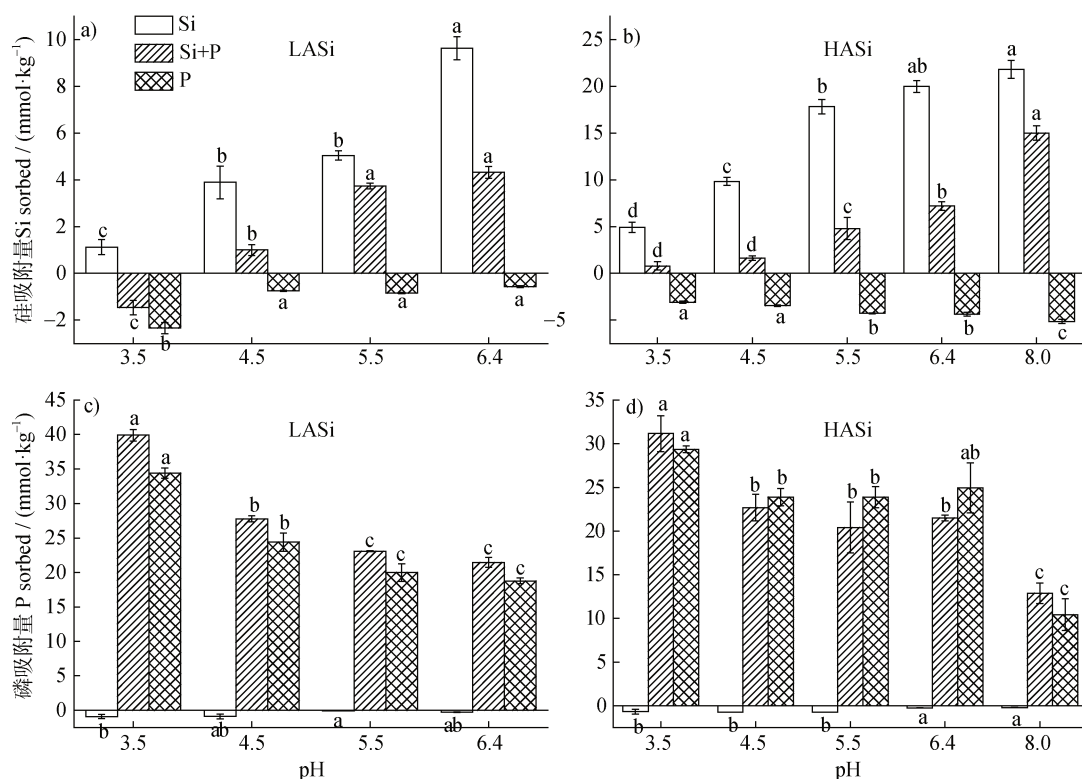 a)
Si
Si+P
P
LASi
硅吸附量Si sorbed / (mmol·kg⁻¹)
10
8
6
4
2
0
−2
c
c
b
b
b
a
b
a
a
a
a
a
3.5
4.5
5.5
6.4
b)
HASi
25
20
15
10
5
0
−5
d
d
a
c
d
a
b
c
b
ab
b
b
a
a
b
3.5
4.5
5.5
6.4
8.0
c)
LASi
磷吸附量 P sorbed / (mmol·kg⁻¹)
45
40
35
30
25
20
15
10
5
0
b
a
a
ab
b
b
a
c
c
ab
c
c
3.5
4.5
5.5
6.4
pH
d)
HASi
35
30
25
20
15
10
5
0
b
a
a
b
b
b
b
b
b
a
b
ab
a
c
c
3.5
4.5
5.5
6.4
8.0
pH